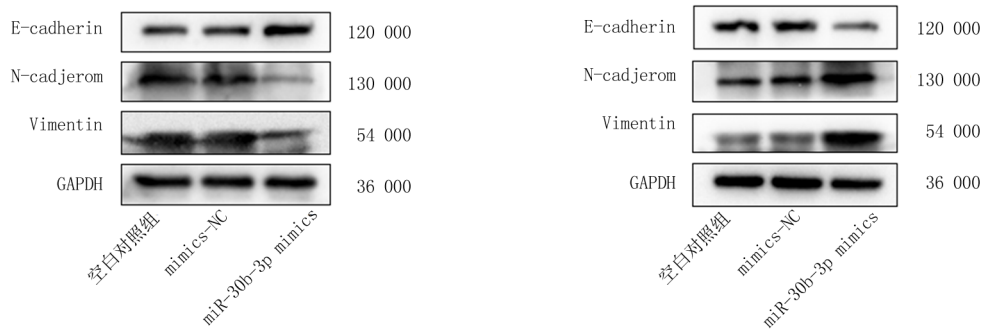 E-cadherin 120 000
N-cadjerom 130 000
Vimentin 54 000
GAPDH 36 000
空白对照组
mimics-NC
miR-30b-3p mimics
E-cadherin 120 000
N-cadjerom 130 000
Vimentin 54 000
GAPDH 36 000
空白对照组
mimics-NC
miR-30b-3p mimics